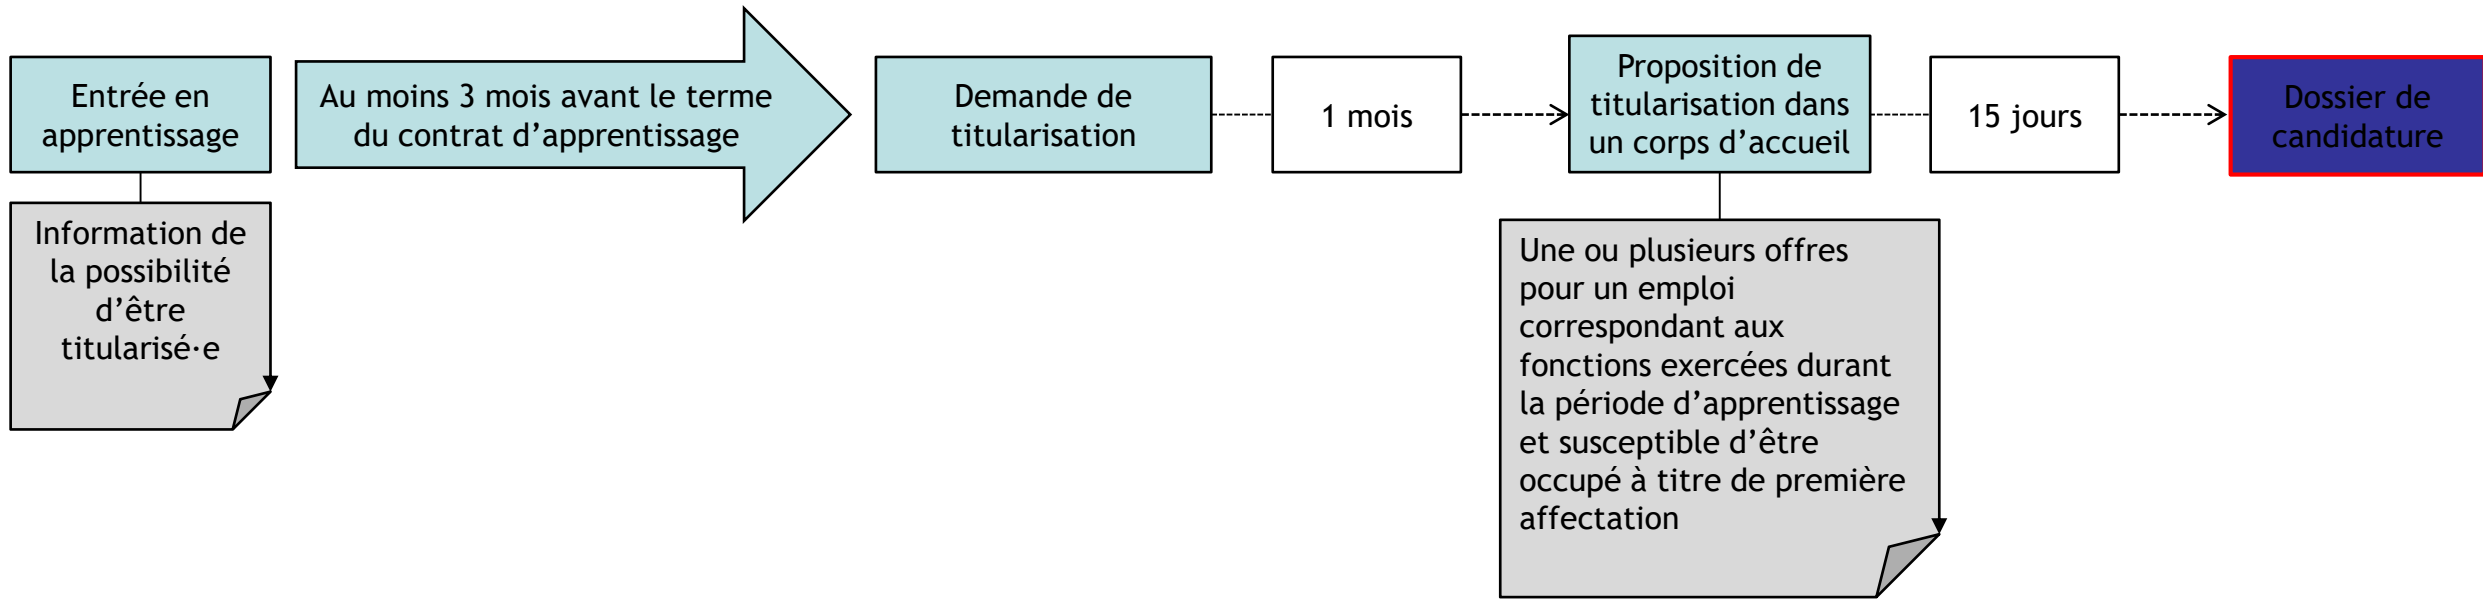 Entrée en
apprentissage
Information de
la possibilité
d’être
titularisé·e
Au moins 3 mois avant le terme
du contrat d’apprentissage
Demande de
titularisation
1 mois
Proposition de
titularisation dans
un corps d’accueil
Une ou plusieurs offres
pour un emploi
correspondant aux
fonctions exercées durant
la période d’apprentissage
et susceptible d’être
occupé à titre de première
affectation
15 jours
Dossier de
candidature